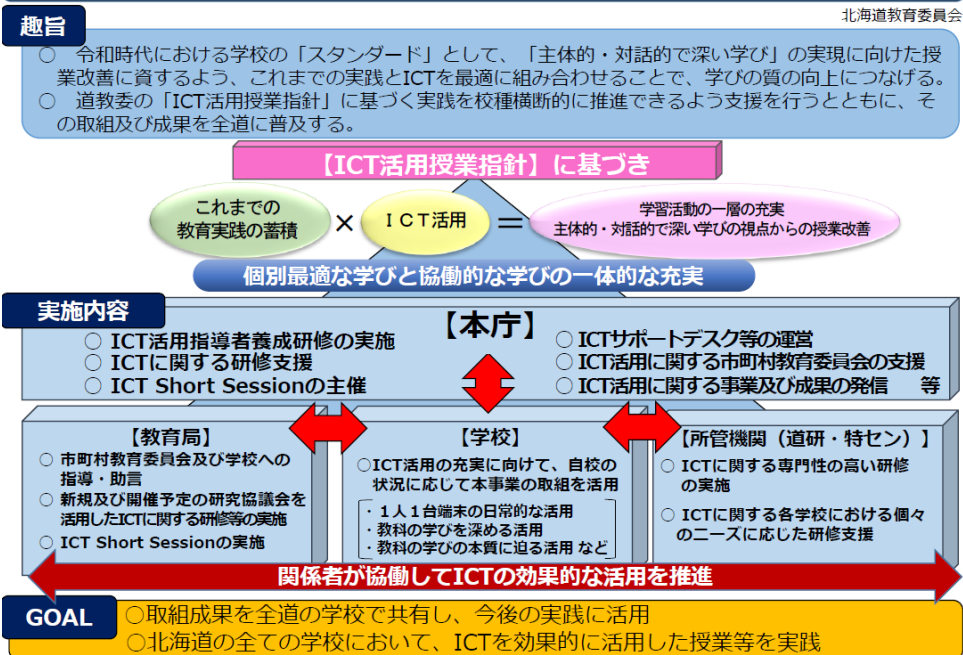 北海道教育委員会
趣旨
○ 令和時代における学校の「スタンダード」として、「主体的・対話的で深い学び」の実現に向けた授
業改善に資するよう、これまでの実践とICTを最適に組み合わせることで、学びの質の向上につなげる。
○ 道教委の「ICT活用授業指針」に基づく実践を校種横断的に推進できるよう支援を行うとともに、そ
の取組及び成果を全道に普及する。
【ICT活用授業指針】に基づき
これまでの
教育実践の蓄積
×
ＩＣＴ活用
＝
学習活動の一層の充実
主体的・対話的で深い学びの視点からの授業改善
個別最適な学びと協働的な学びの一体的な充実
実施内容
【本庁】
○ ICT活用指導者養成研修の実施
○ ICTに関する研修支援
○ ICT Short Sessionの主催
○ ICTサポートデスク等の運営
○ ICT活用に関する市町村教育委員会の支援
○ ICT活用に関する事業及び成果の発信 等
【教育局】
○ 市町村教育委員会及び学校への
指導・助言
○ 新規及び開催予定の研究協議会を
活用したICTに関する研修等の実施
○ ICT Short Sessionの実施
【学校】
○ICT活用の充実に向けて、自校の
状況に応じて本事業の取組を活用
・１人１台端末の日常的な活用
・教科の学びを深める活用
・教科の学びの本質に迫る活用 など
【所管機関（道研・特セン）】
○ ICTに関する専門性の高い研修
の実施
○ ICTに関する各学校における個々
のニーズに応じた研修支援
関係者が協働してICTの効果的な活用を推進
GOAL
○取組成果を全道の学校で共有し、今後の実践に活用
○北海道の全ての学校において、ICTを効果的に活用した授業等を実践